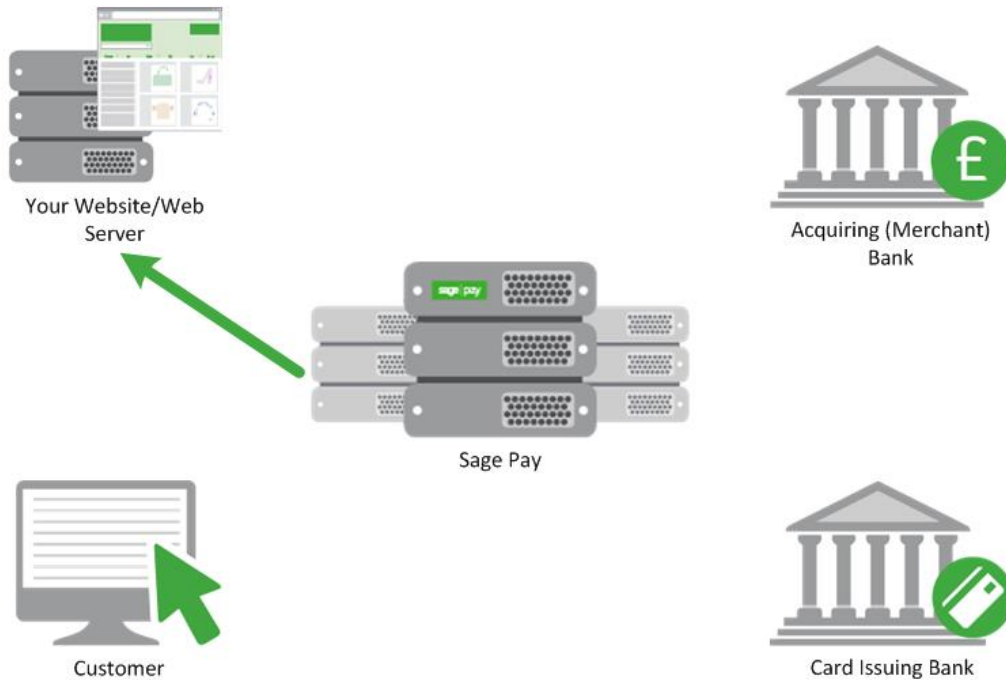 Your Website/Web
Server
Acquiring (Merchant)
Bank
£
sage pay
Sage Pay
Customer
Card Issuing Bank